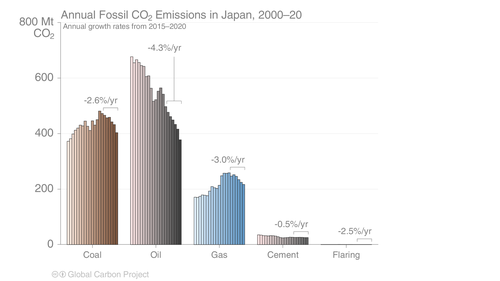 Annual Fossil CO₂ Emissions in Japan, 2000–20
Annual growth rates from 2015–2020
800 Mt
CO₂
600
400
200
0
-2.6%/yr
-4.3%/yr
-3.0%/yr
-0.5%/yr
-2.5%/yr
Coal
Oil
Gas
Cement
Flaring
Global Carbon Project